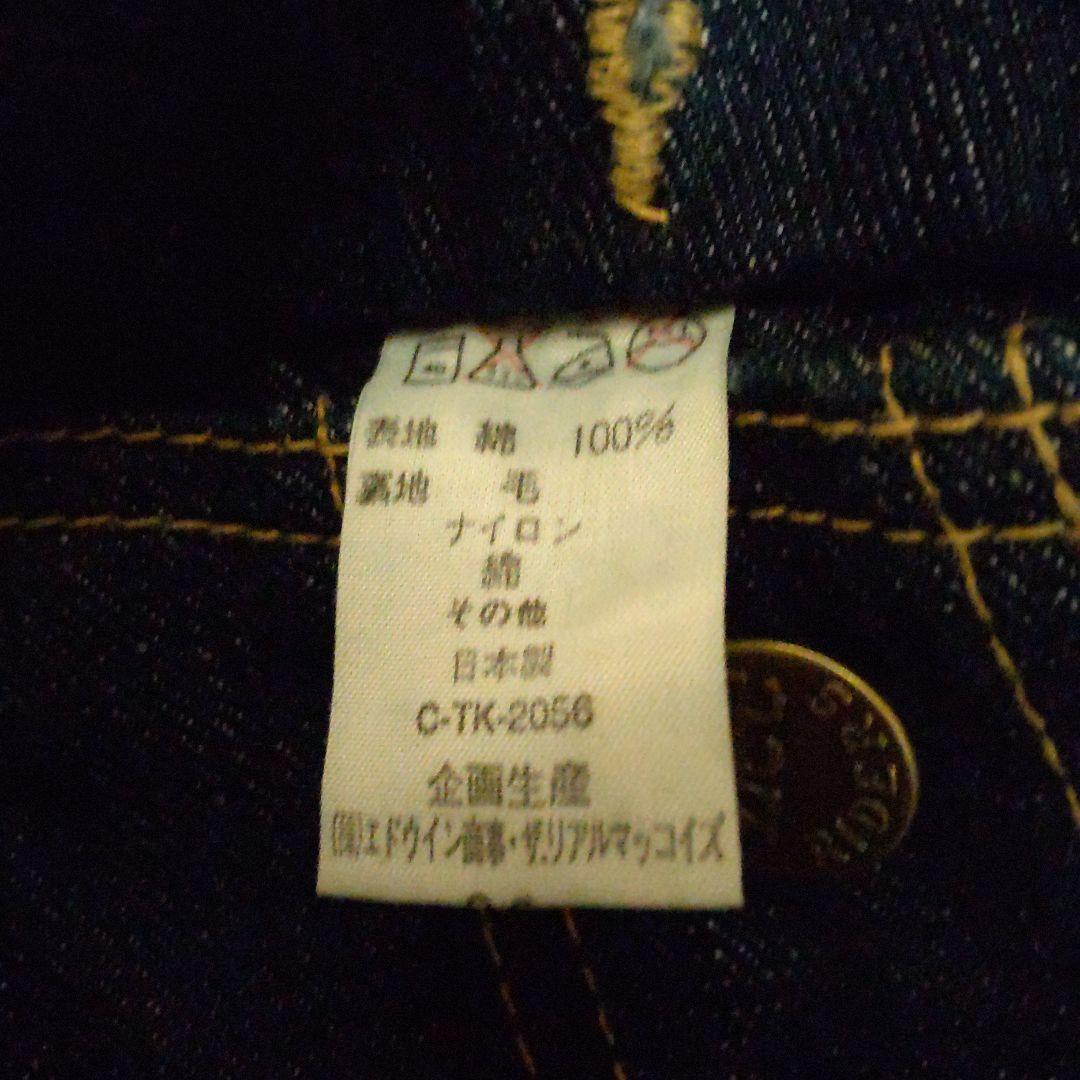 表地 綿 100%
裏地 毛
ナイロン
綿
その他
日本製
C-TK-2056
企画生産
(株)エドウイン商事・ザ.リアルマッコイズ
RIDERS